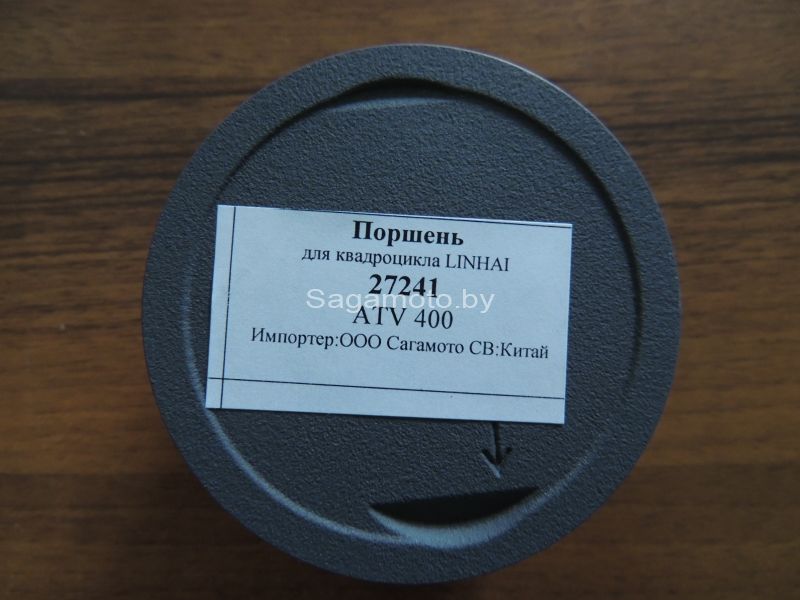 Поршень
для квадроцикла LINHAI
27241
Sagamoto.by
ATV 400
Импортер:ООО Сагамото СВ:Китай